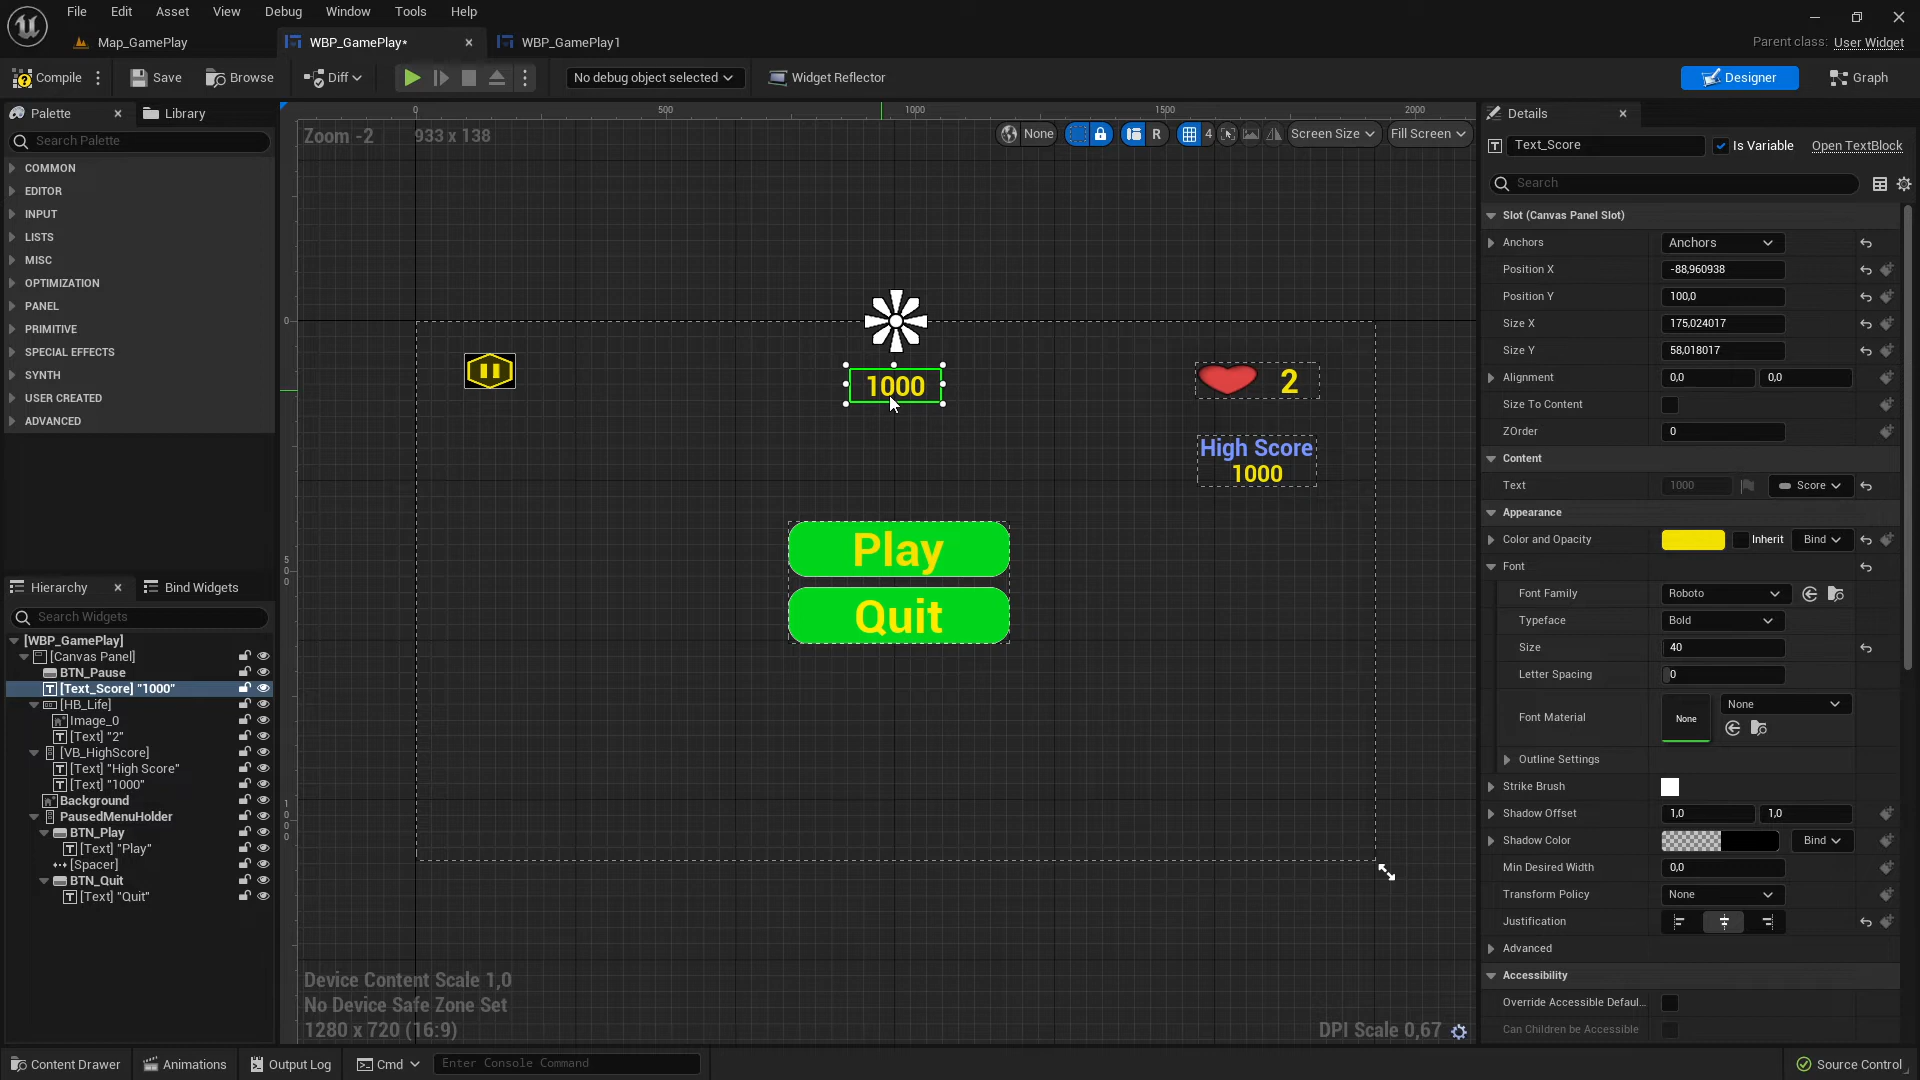 File Edit Asset View Debug Window Tools Help
Map_GamePlay WBP_GamePlay* WBP_GamePlay1
Parent class: User Widget
Compile Save Browse Diff No debug object selected Widget Reflector Designer Graph
Palette Library
Search Palette
COMMON
EDITOR
INPUT
LISTS
MISC
OPTIMIZATION
PANEL
PRIMITIVE
SPECIAL EFFECTS
SYNTH
USER CREATED
ADVANCED
Hierarchy Bind Widgets
Search Widgets
[WBP_GamePlay]
[Canvas Panel]
BTN_Pause
[Text_Score] "1000"
[HB_Life]
Image_0
[Text] "2"
[VB_HighScore]
[Text] "High Score"
[Text] "1000"
Background
PausedMenuHolder
BTN_Play
[Text] "Play"
[Spacer]
BTN_Quit
[Text] "Quit"
0 500 1000 1500 2000
Zoom -2 933 x 138
None R 4 Screen Size Fill Screen
0
500
1000
1000
2
High Score
1000
Play
Quit
Device Content Scale 1,0
No Device Safe Zone Set
1280 x 720 (16:9)
DPI Scale 0,67
Details
Text_Score Is Variable Open TextBlock
Search
Slot (Canvas Panel Slot)
Anchors Anchors
Position X -88,960938
Position Y 100,0
Size X 175,024017
Size Y 58,018017
Alignment 0,0 0,0
Size To Content
ZOrder 0
Content
Text 1000 Score
Appearance
Color and Opacity Inherit Bind
Font
Font Family Roboto
Typeface Bold
Size 40
Letter Spacing 0
Font Material None None
Outline Settings
Strike Brush
Shadow Offset 1,0 1,0
Shadow Color Bind
Min Desired Width 0,0
Transform Policy None
Justification
Advanced
Accessibility
Override Accessible Defaul...
Can Children be Accessible
Content Drawer Animations Output Log Cmd Enter Console Command Source Control